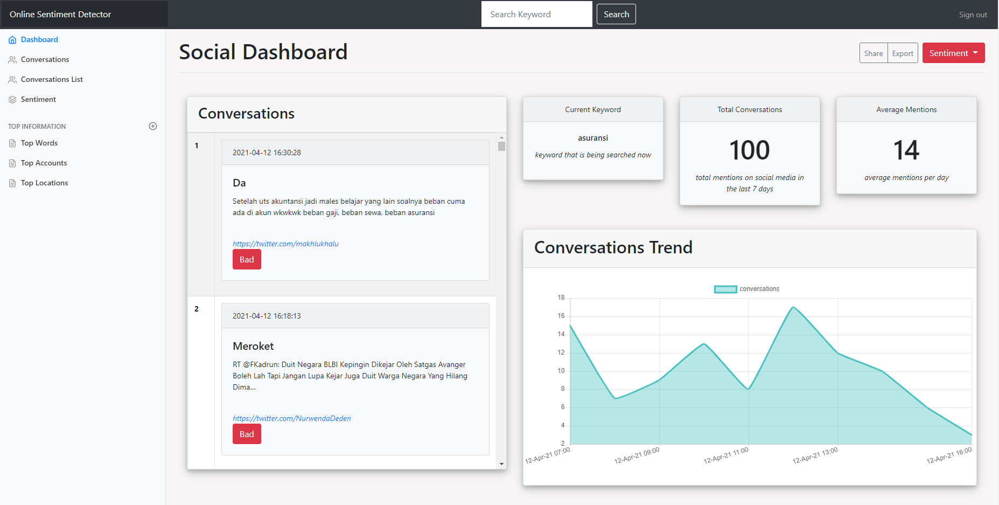 Online Sentiment Detector
Search Keyword
Search
Sign out
Dashboard
Conversations
Conversations List
Sentiment
TOP INFORMATION
Top Words
Top Accounts
Top Locations
Social Dashboard
Share
Export
Sentiment
Conversations
1
2021-04-12 16:30:28
Da
Setelah uts akuntansi jadi males belajar yang lain soalnya beban cuma
ada di akun wkwkwk beban gaji, beban sewa, beban asuransi
https://twitter.com/makhlukhalu
Bad
2
2021-04-12 16:18:13
Meroket
RT @FKadrun: Duit Negara BLBI Kepingin Dikejar Oleh Satgas Avanger
Boleh Lah Tapi Jangan Lupa Kejar Juga Duit Warga Negara Yang Hilang
Dima...
https://twitter.com/NurwendaDeden
Bad
Current Keyword
asuransi
keyword that is being searched now
Total Conversations
100
total mentions on social media in
the last 7 days
Average Mentions
14
average mentions per day
Conversations Trend
conversations
18
16
14
12
10
8
6
4
2
12-Apr-21 07:00
12-Apr-21 09:00
12-Apr-21 11:00
12-Apr-21 13:00
12-Apr-21 16:00